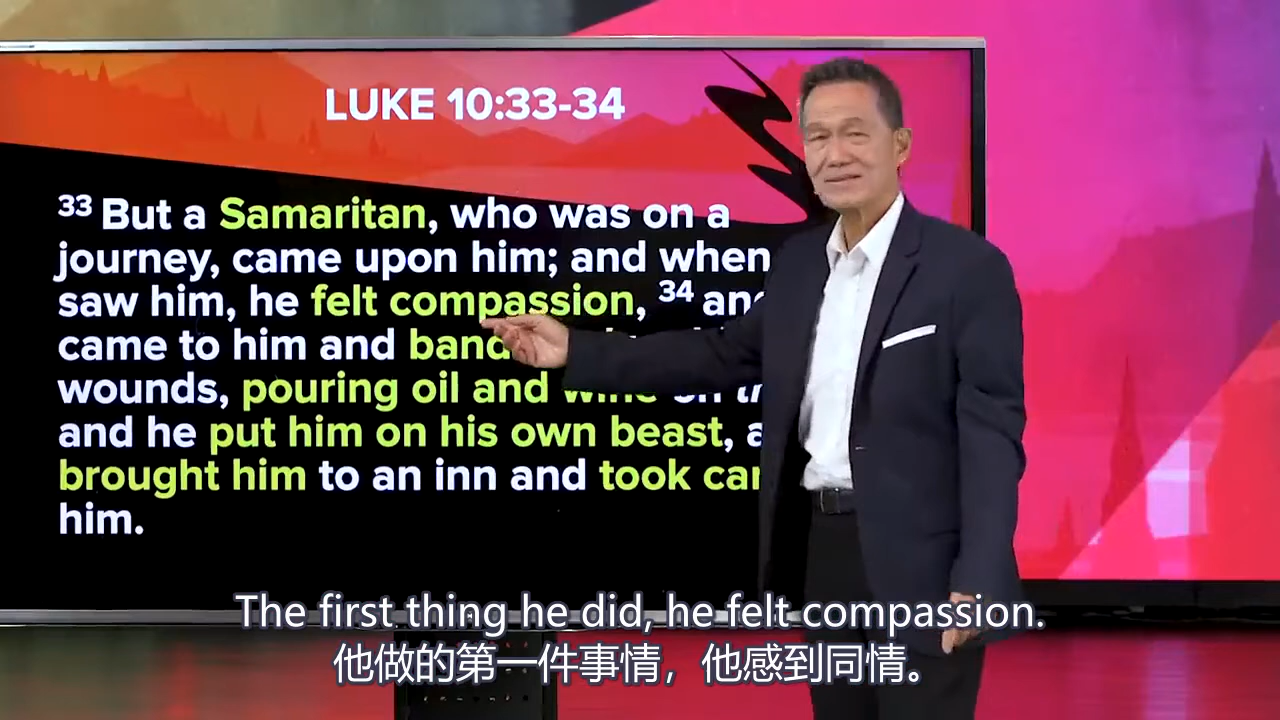 LUKE 10:33-34
33 But a Samaritan, who was on a
journey, came upon him; and when
saw him, he felt compassion, 34
came to him and
wounds, pouring oil and
and he put him on his own beast,
brought him to an inn and took
him.
The first thing he did, he felt compassion.
他做的第一件事情，他感到同情。